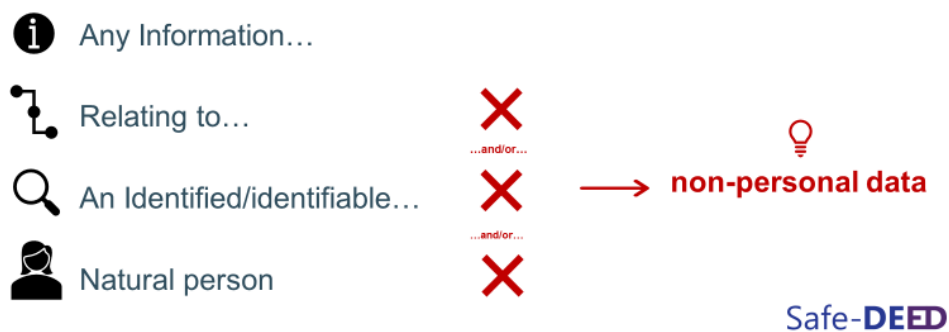 Any Information…
Relating to…
…and/or…
An Identified/identifiable…
non-personal data
…and/or…
Natural person
Safe-DEED